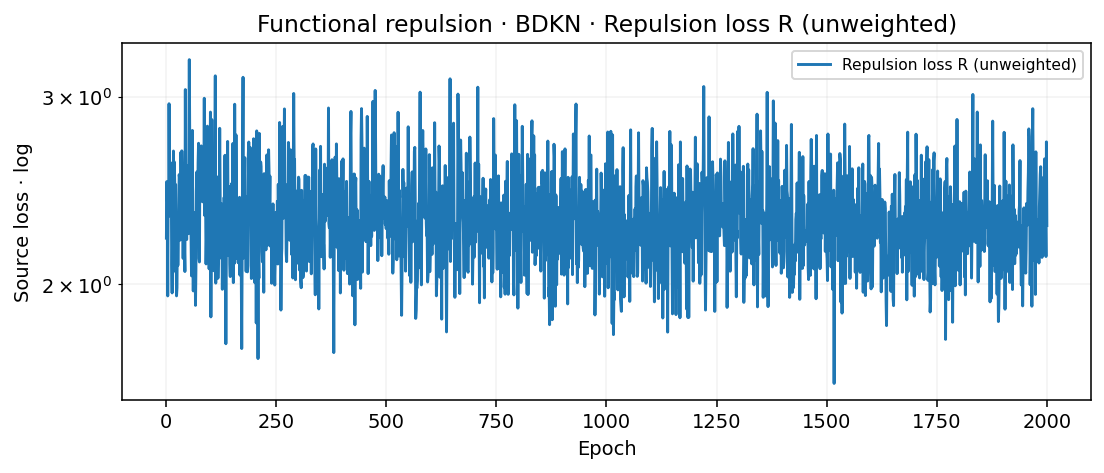 Functional repulsion · BDKN · Repulsion loss R (unweighted)
Repulsion loss R (unweighted)
Source loss · log
3 × 10⁰
2 × 10⁰
0 250 500 750 1000 1250 1500 1750 2000
Epoch